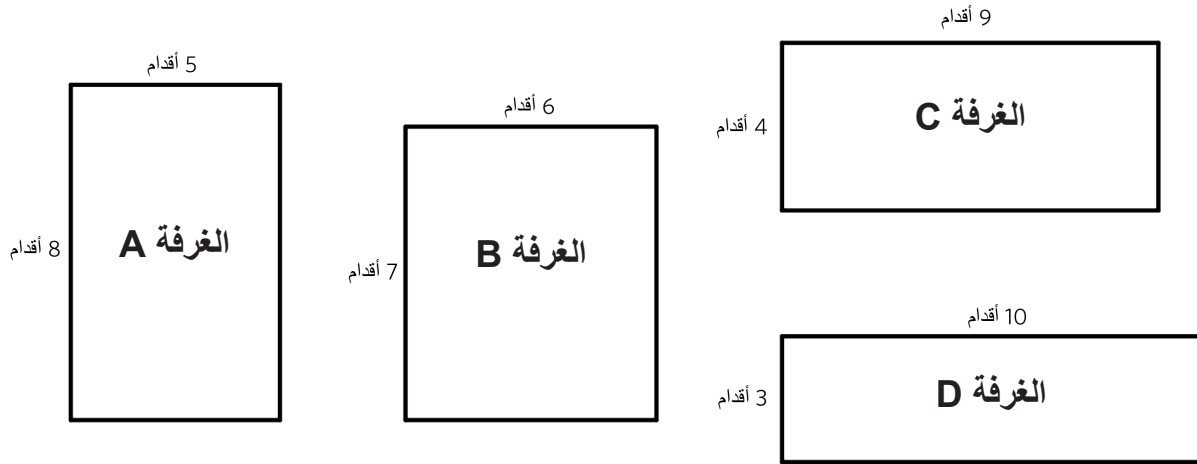 5 أقدام
8 أقدام
الغرفة A
6 أقدام
7 أقدام
الغرفة B
9 أقدام
4 أقدام
الغرفة C
10 أقدام
3 أقدام
الغرفة D